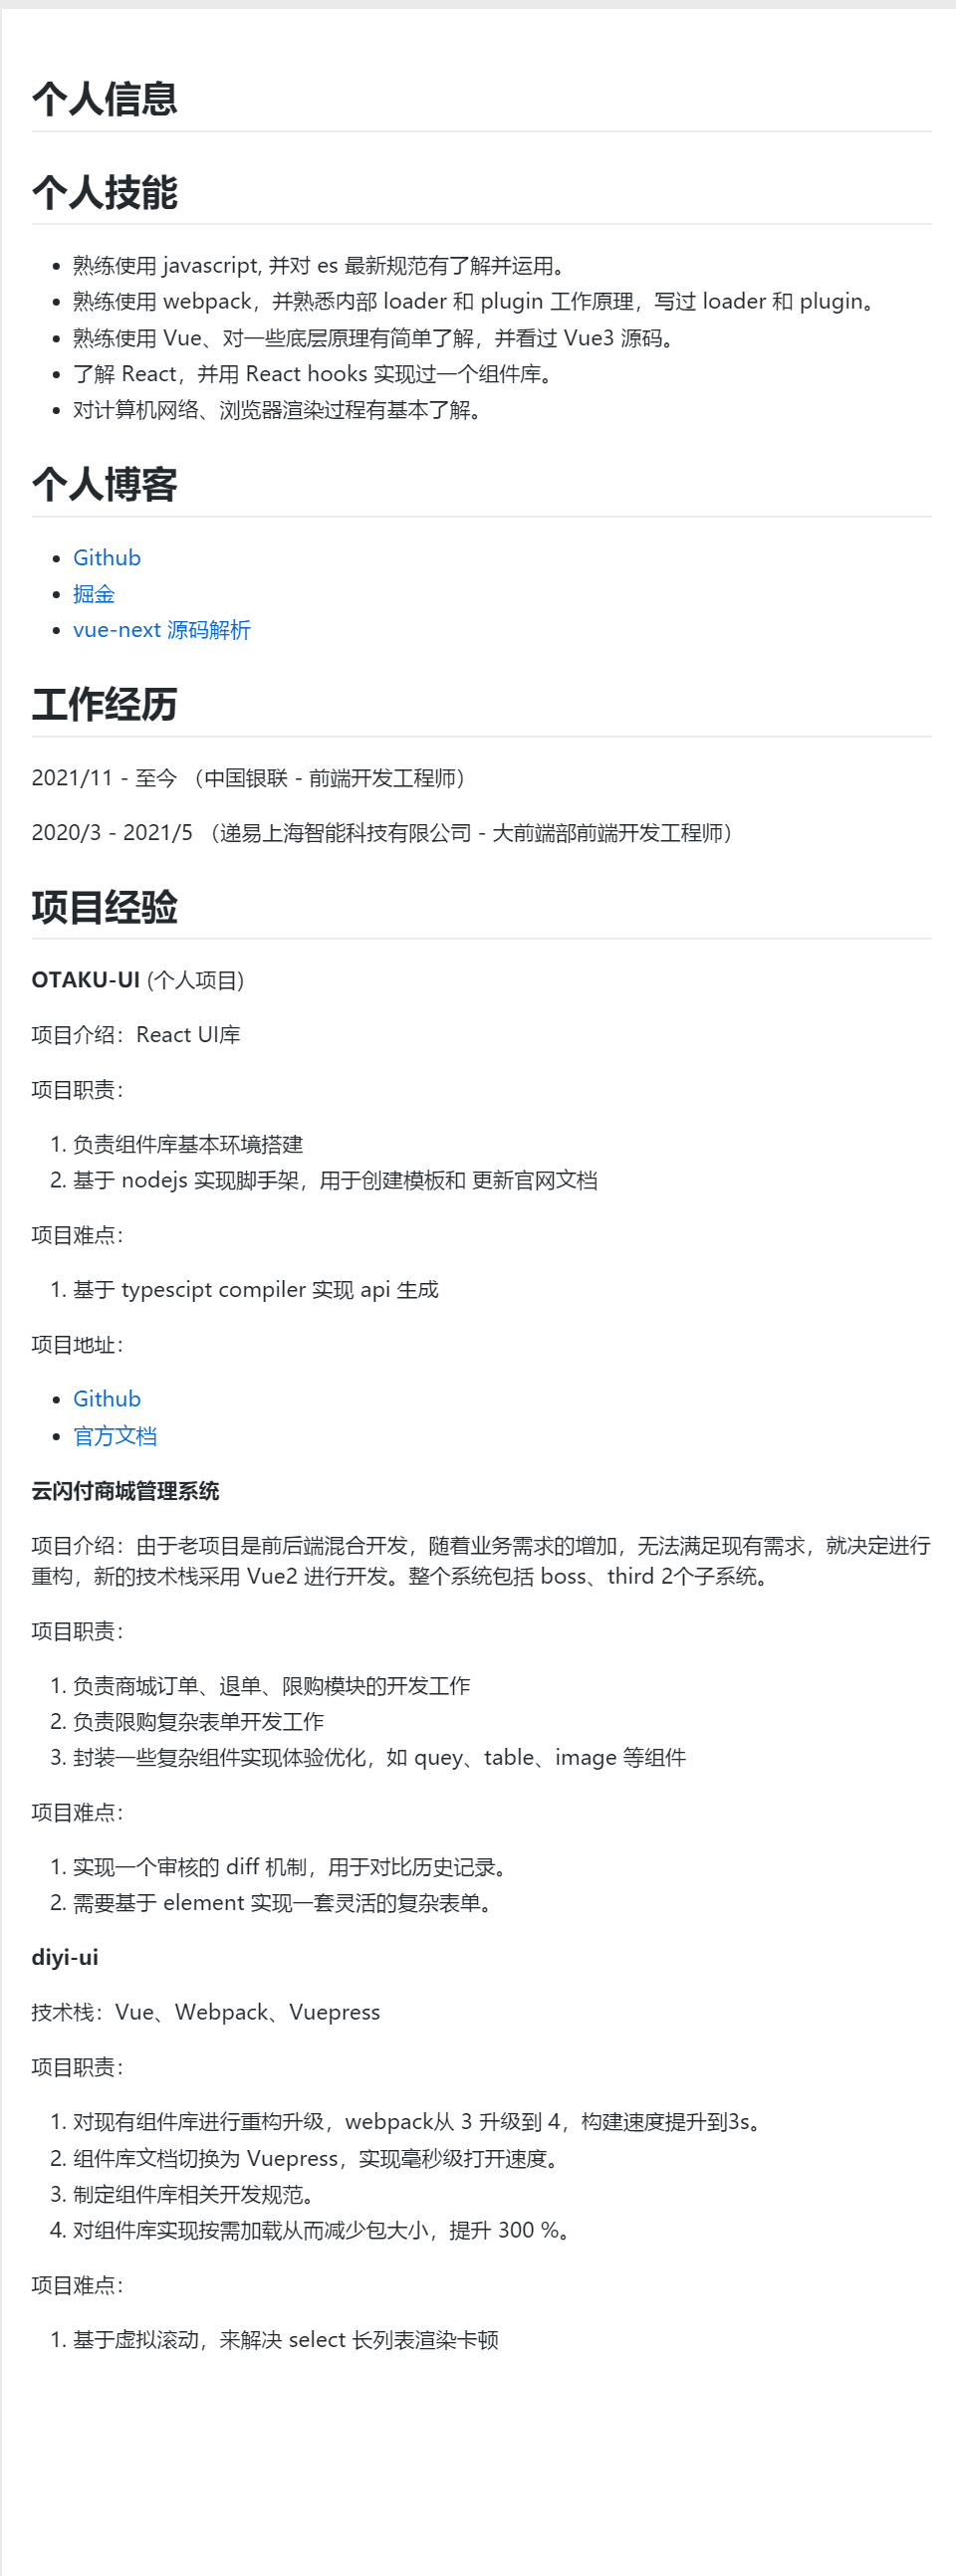 个人信息
个人技能
• 熟练使用 javascript, 并对 es 最新规范有了解并运用。
• 熟练使用 webpack，并熟悉内部 loader 和 plugin 工作原理，写过 loader 和 plugin。
• 熟练使用 Vue、对一些底层原理有简单了解，并看过 Vue3 源码。
• 了解 React，并用 React hooks 实现过一个组件库。
• 对计算机网络、浏览器渲染过程有基本了解。
个人博客
• Github
• 掘金
• vue-next 源码解析
工作经历
2021/11 - 至今 （中国银联 - 前端开发工程师）
2020/3 - 2021/5 （递易上海智能科技有限公司 - 大前端部前端开发工程师）
项目经验
OTAKU-UI (个人项目)
项目介绍：React UI库
项目职责：
1. 负责组件库基本环境搭建
2. 基于 nodejs 实现脚手架，用于创建模板和 更新官网文档
项目难点：
1. 基于 typescipt compiler 实现 api 生成
项目地址：
• Github
• 官方文档
云闪付商城管理系统
项目介绍：由于老项目是前后端混合开发，随着业务需求的增加，无法满足现有需求，就决定进行
重构，新的技术栈采用 Vue2 进行开发。整个系统包括 boss、third 2个子系统。
项目职责：
1. 负责商城订单、退单、限购模块的开发工作
2. 负责限购复杂表单开发工作
3. 封装一些复杂组件实现体验优化，如 quey、table、image 等组件
项目难点：
1. 实现一个审核的 diff 机制，用于对比历史记录。
2. 需要基于 element 实现一套灵活的复杂表单。
diyi-ui
技术栈：Vue、Webpack、Vuepress
项目职责：
1. 对现有组件库进行重构升级，webpack从 3 升级到 4，构建速度提升到3s。
2. 组件库文档切换为 Vuepress，实现毫秒级打开速度。
3. 制定组件库相关开发规范。
4. 对组件库实现按需加载从而减少包大小，提升 300 %。
项目难点：
1. 基于虚拟滚动，来解决 select 长列表渲染卡顿